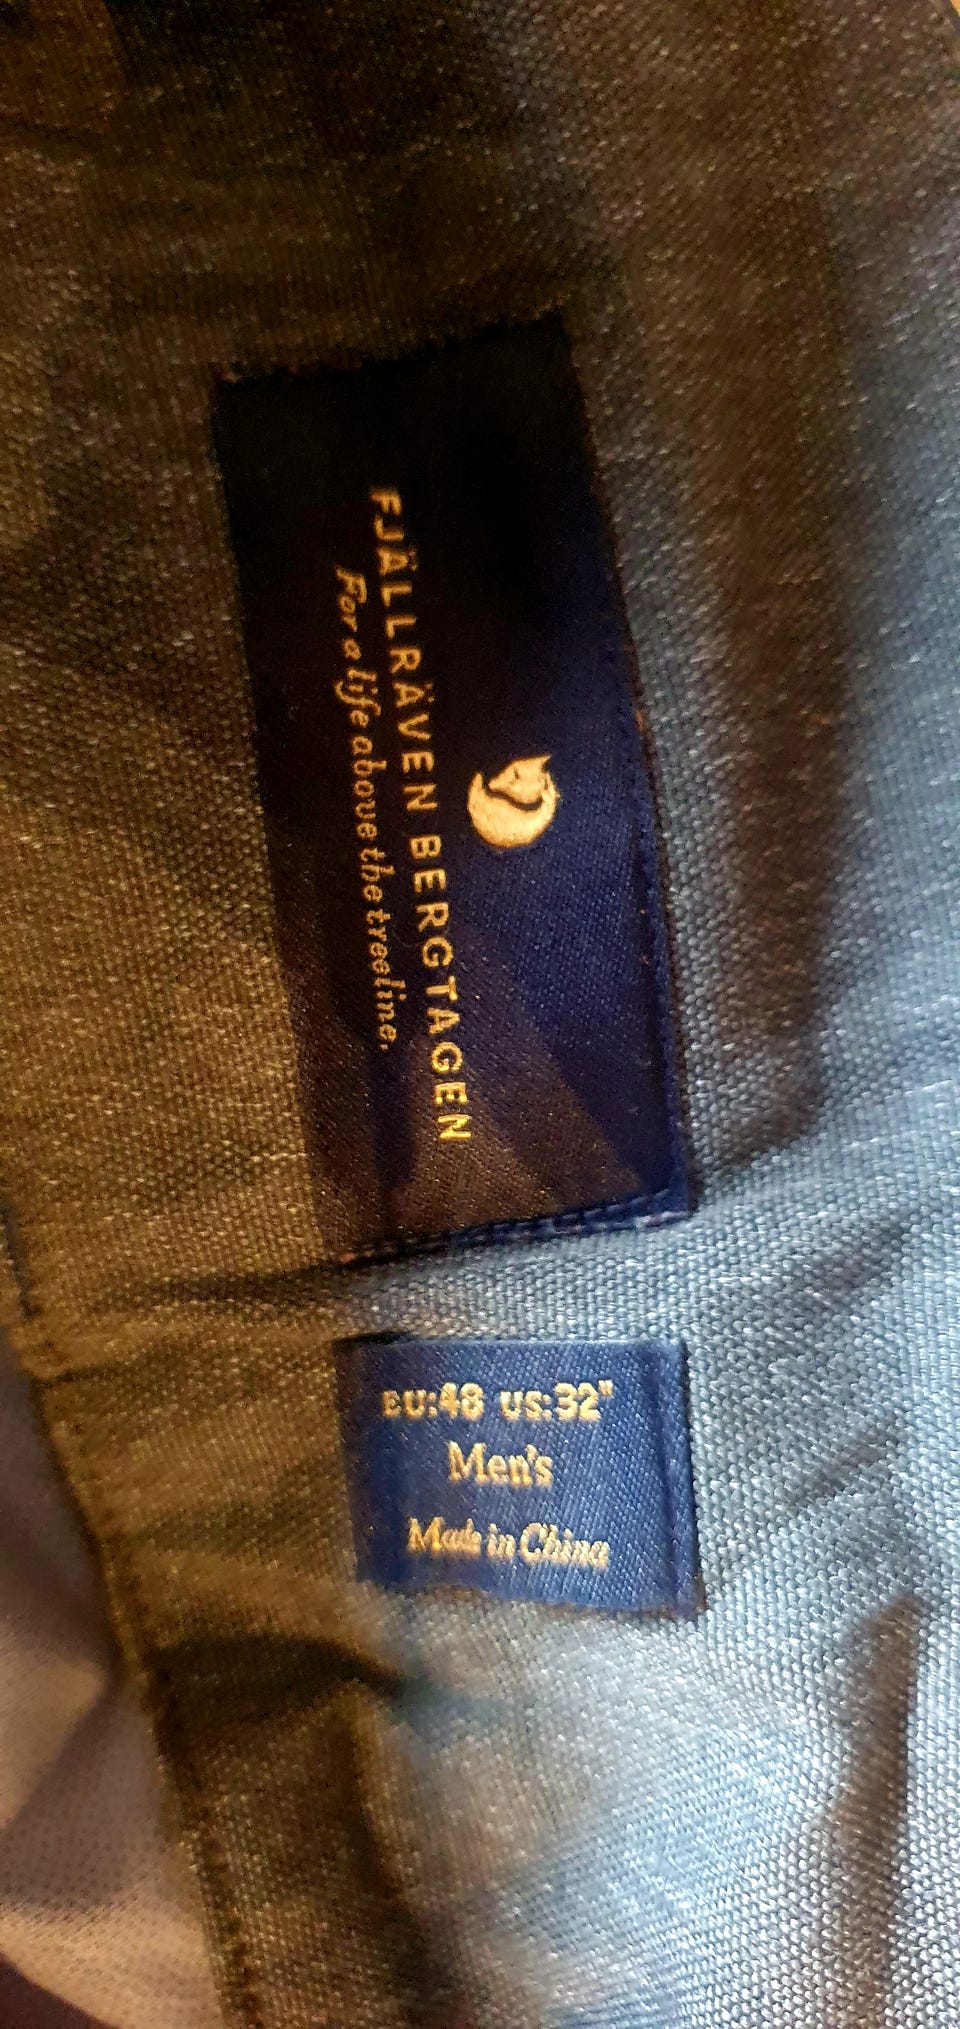 FJÄLLRÄVEN BERGTAGEN
For a life above the treeline.
EU:48 US:32"
Men's
Made in China